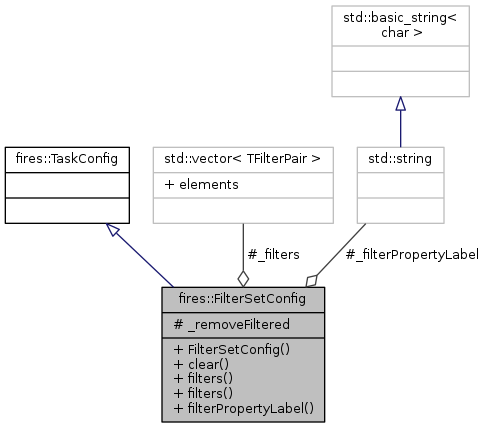 std::basic_string<
char >
fires::TaskConfig
std::vector< TFilterPair >
+ elements
std::string
#_filters
#_filterPropertyLabel
fires::FilterSetConfig
# _removeFiltered
+ FilterSetConfig()
+ clear()
+ filters()
+ filters()
+ filterPropertyLabel()